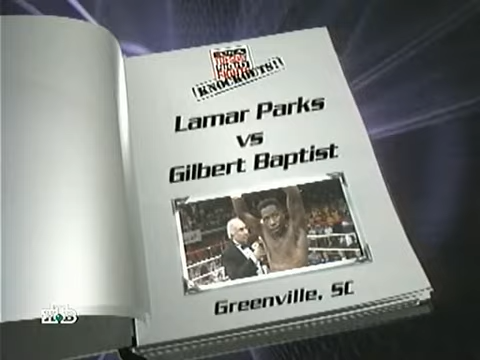 KNOCKOUTS!
Lamar Parks
vs
Gilbert Baptist
Greenville, SC
НТВ